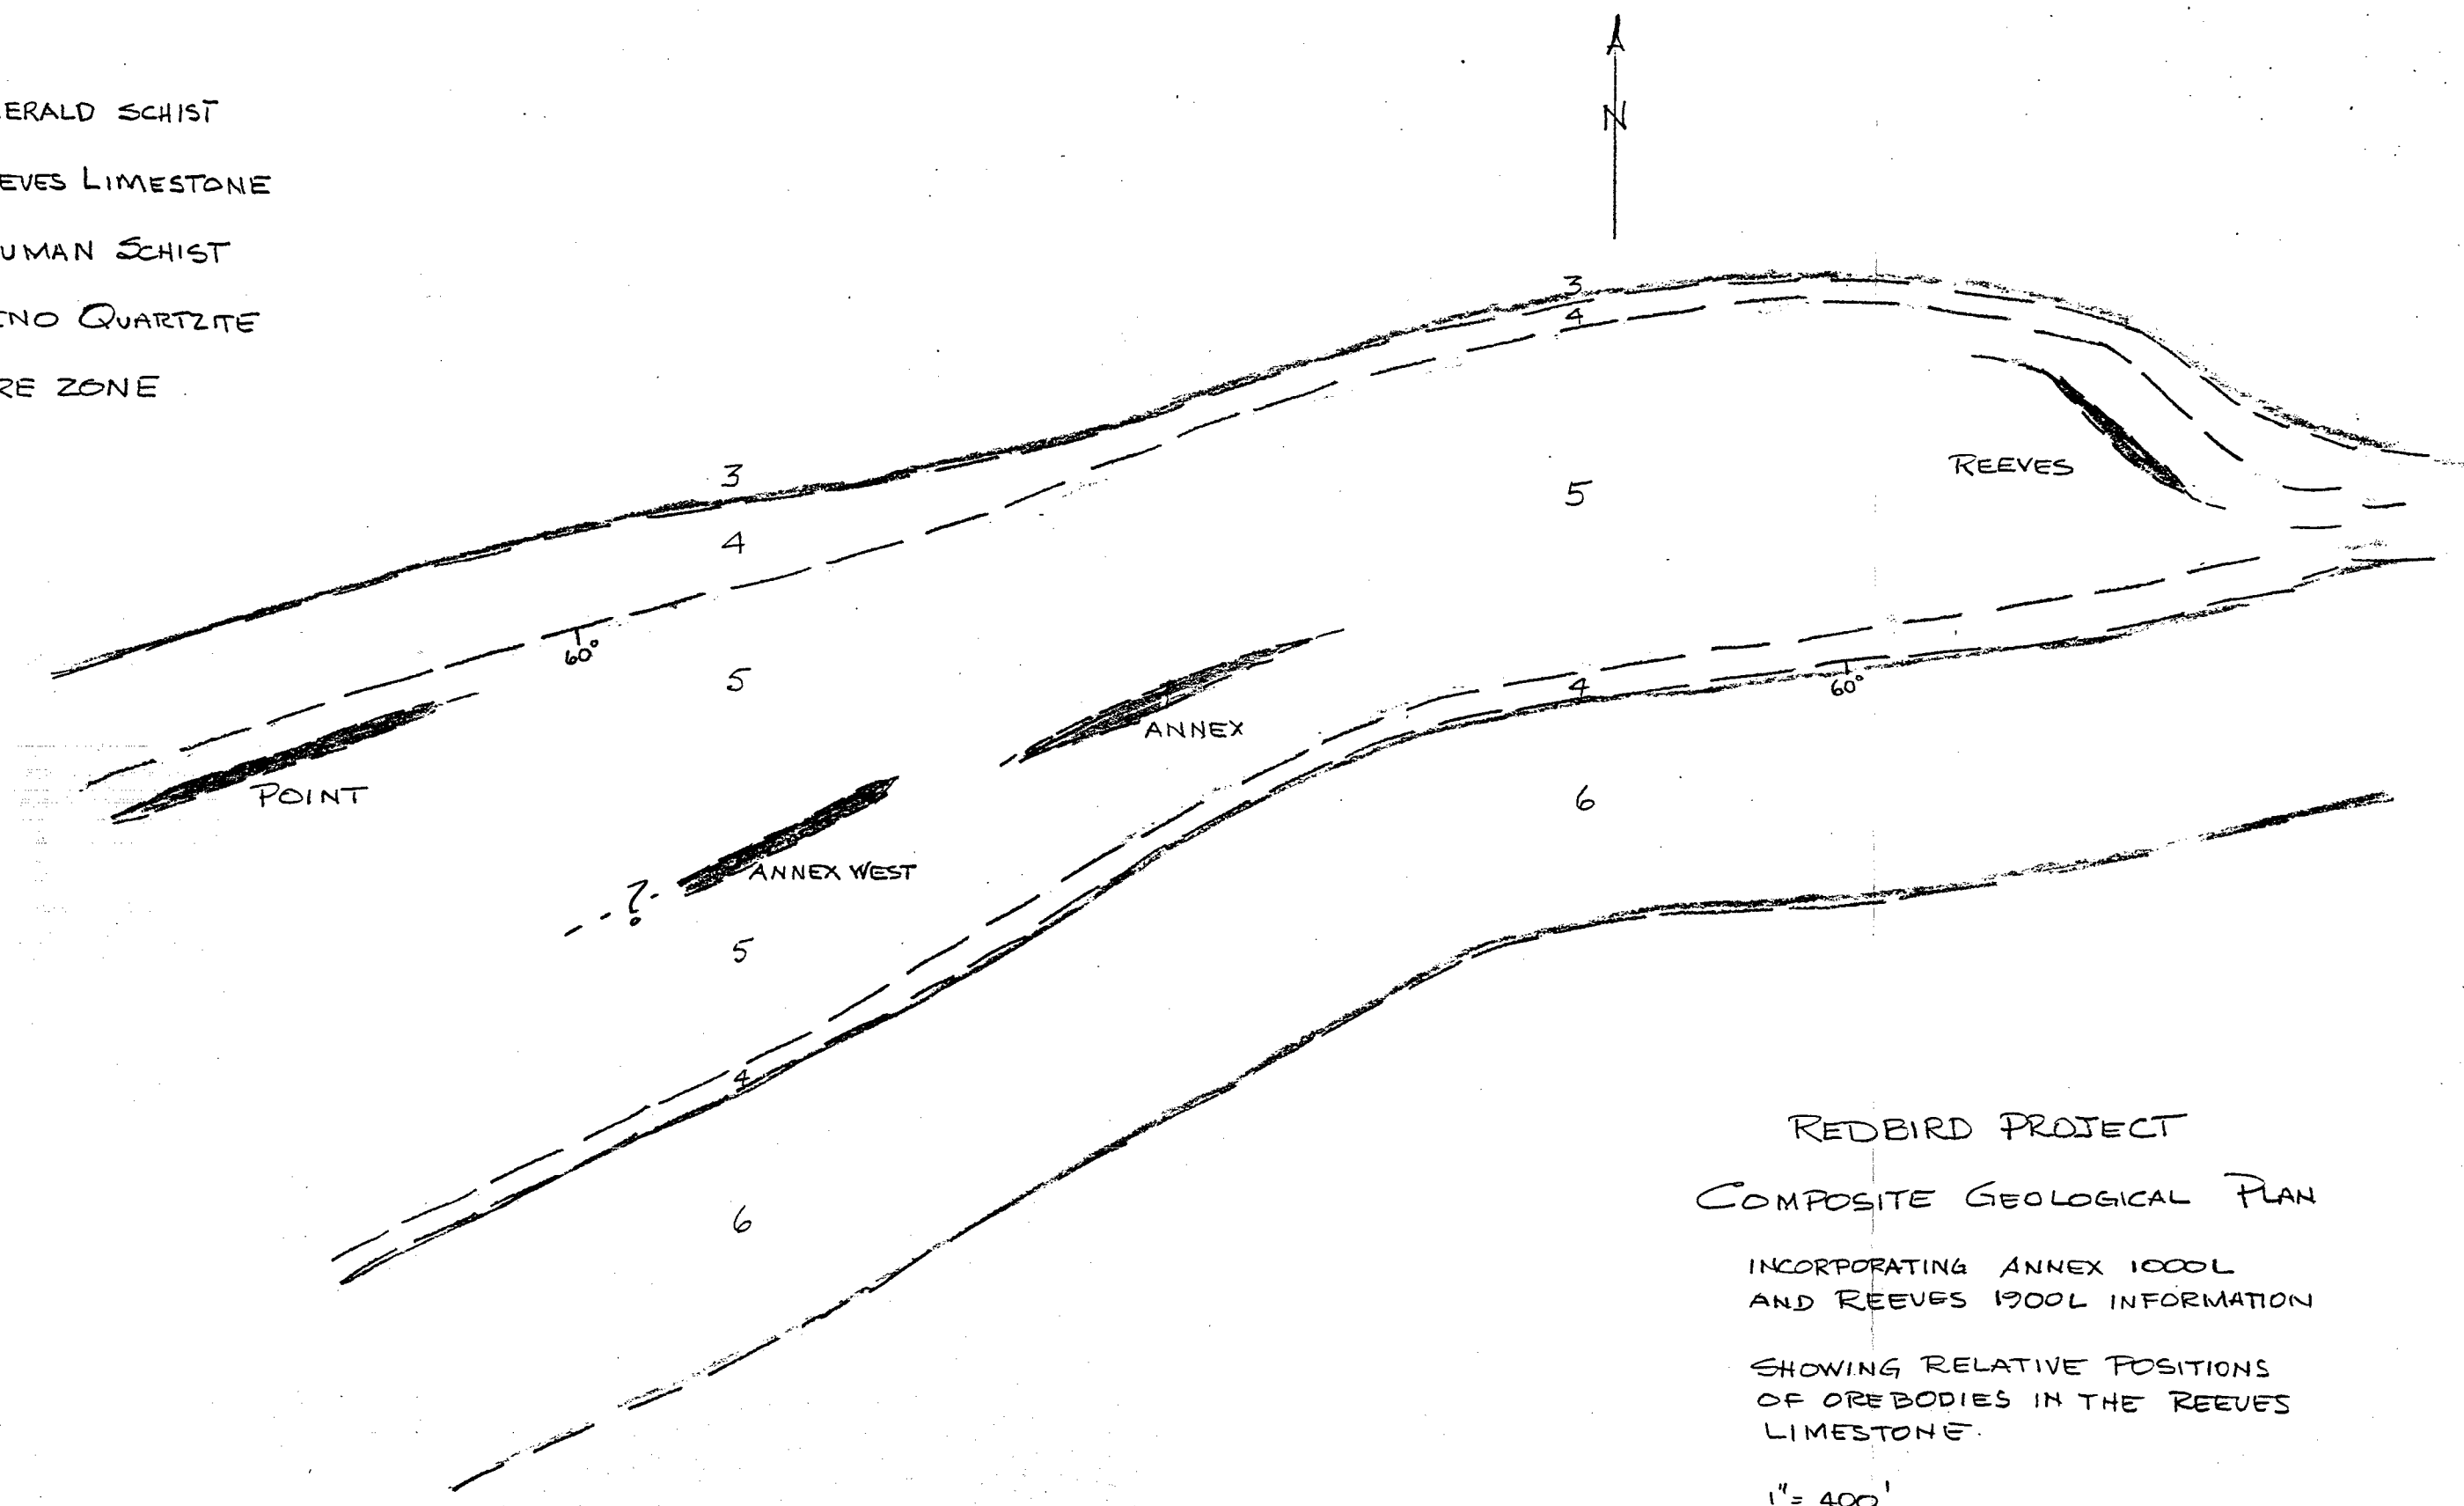 ERALD SCHIST
EEVES LIMESTONE
UMAN SCHIST
ENO QUARTZITE
RE ZONE
N
3
4
3
4
REEVES
5
60°
5
4
60°
ANNEX
POINT
6
ANNEX WEST
?
5
4
6
REDBIRD PROJECT
COMPOSITE GEOLOGICAL PLAN
INCORPORATING ANNEX 1000L
AND REEVES 1900L INFORMATION
SHOWING RELATIVE POSITIONS
OF OREBODIES IN THE REEVES
LIMESTONE.
1"= 400'